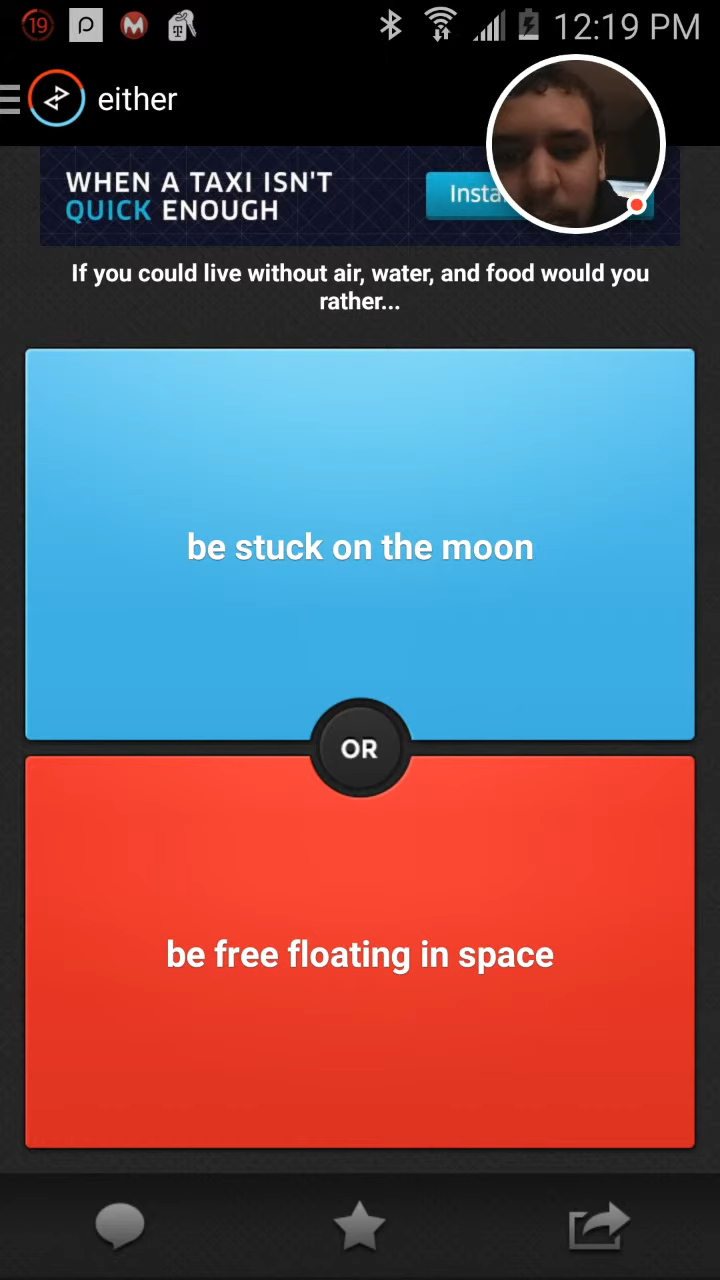 19 P M T 12:19 PM
either
WHEN A TAXI ISN'T
QUICK ENOUGH
If you could live without air, water, and food would you
rather...
be stuck on the moon
OR
be free floating in space